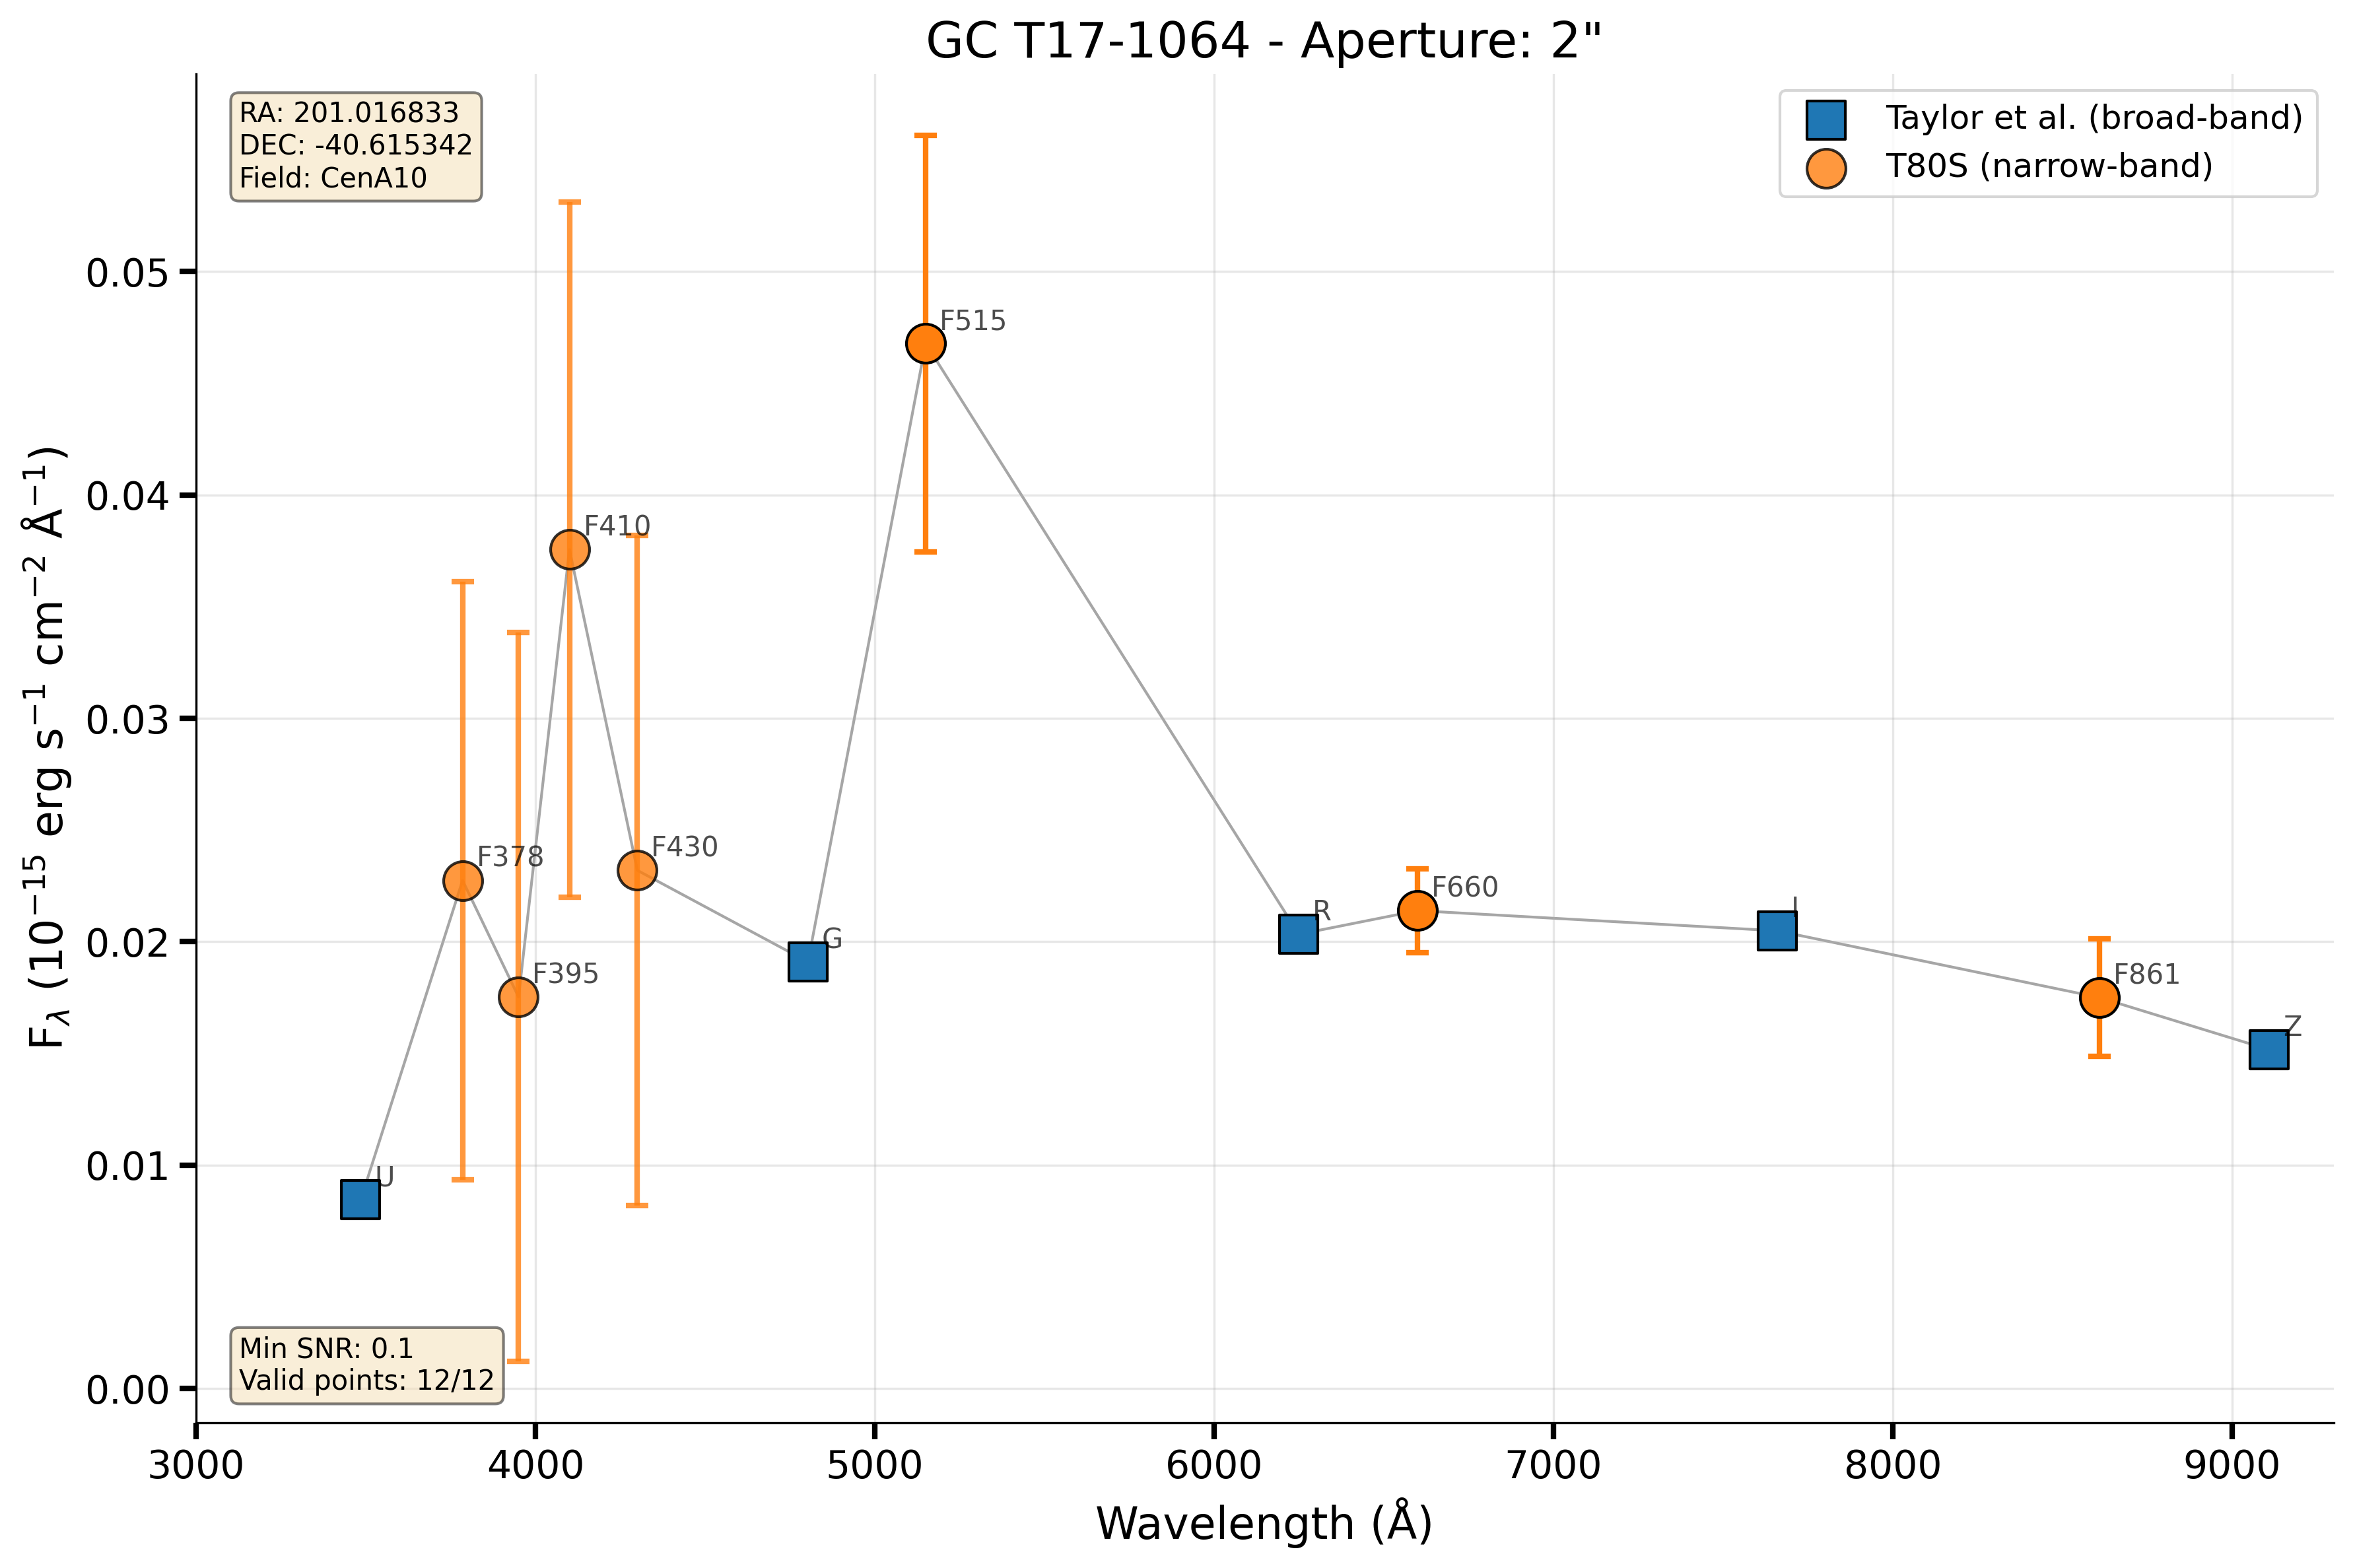 GC T17-1064 - Aperture: 2"
RA: 201.016833
DEC: -40.615342
Field: CenA10
Taylor et al. (broad-band)
T80S (narrow-band)
F515
F410
F378
F430
F395
G
R
F660
I
F861
Z
U
Min SNR: 0.1
Valid points: 12/12
0.05
0.04
0.03
0.02
0.01
0.00
F_λ (10⁻¹⁵ erg s⁻¹ cm⁻² Å⁻¹)
3000 4000 5000 6000 7000 8000 9000
Wavelength (Å)